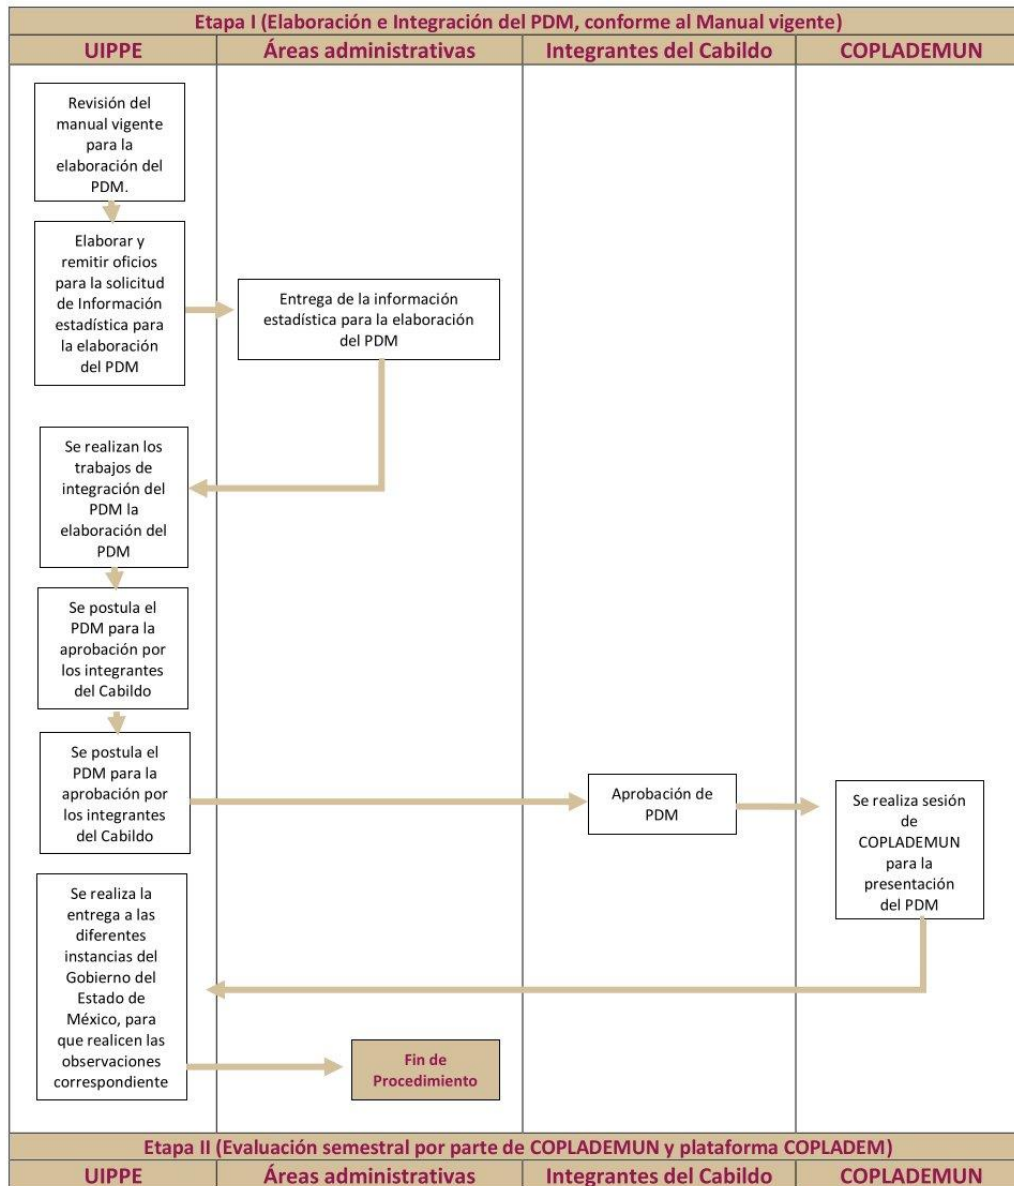 Etapa I (Elaboración e Integración del PDM, conforme al Manual vigente)
UIPPE
Áreas administrativas
Integrantes del Cabildo
COPLADEMUN
Revisión del
manual vigente
para la
elaboración del
PDM.
Elaborar y
remitir oficios
para la solicitud
de Información
estadística para
la elaboración
del PDM
Entrega de la información
estadística para la elaboración
del PDM
Se realizan los
trabajos de
integración del
PDM la
elaboración del
PDM
Se postula el
PDM para la
aprobación por
los integrantes
del Cabildo
Se postula el
PDM para la
aprobación por
los integrantes
del Cabildo
Aprobación de
PDM
Se realiza sesión
de
COPLADEMUN
para la
presentación
del PDM
Se realiza la
entrega a las
diferentes
instancias del
Gobierno del
Estado de
México, para
que realicen las
observaciones
correspondiente
Fin de
Procedimiento
Etapa II (Evaluación semestral por parte de COPLADEMUN y plataforma COPLADEM)
UIPPE
Áreas administrativas
Integrantes del Cabildo
COPLADEMUN